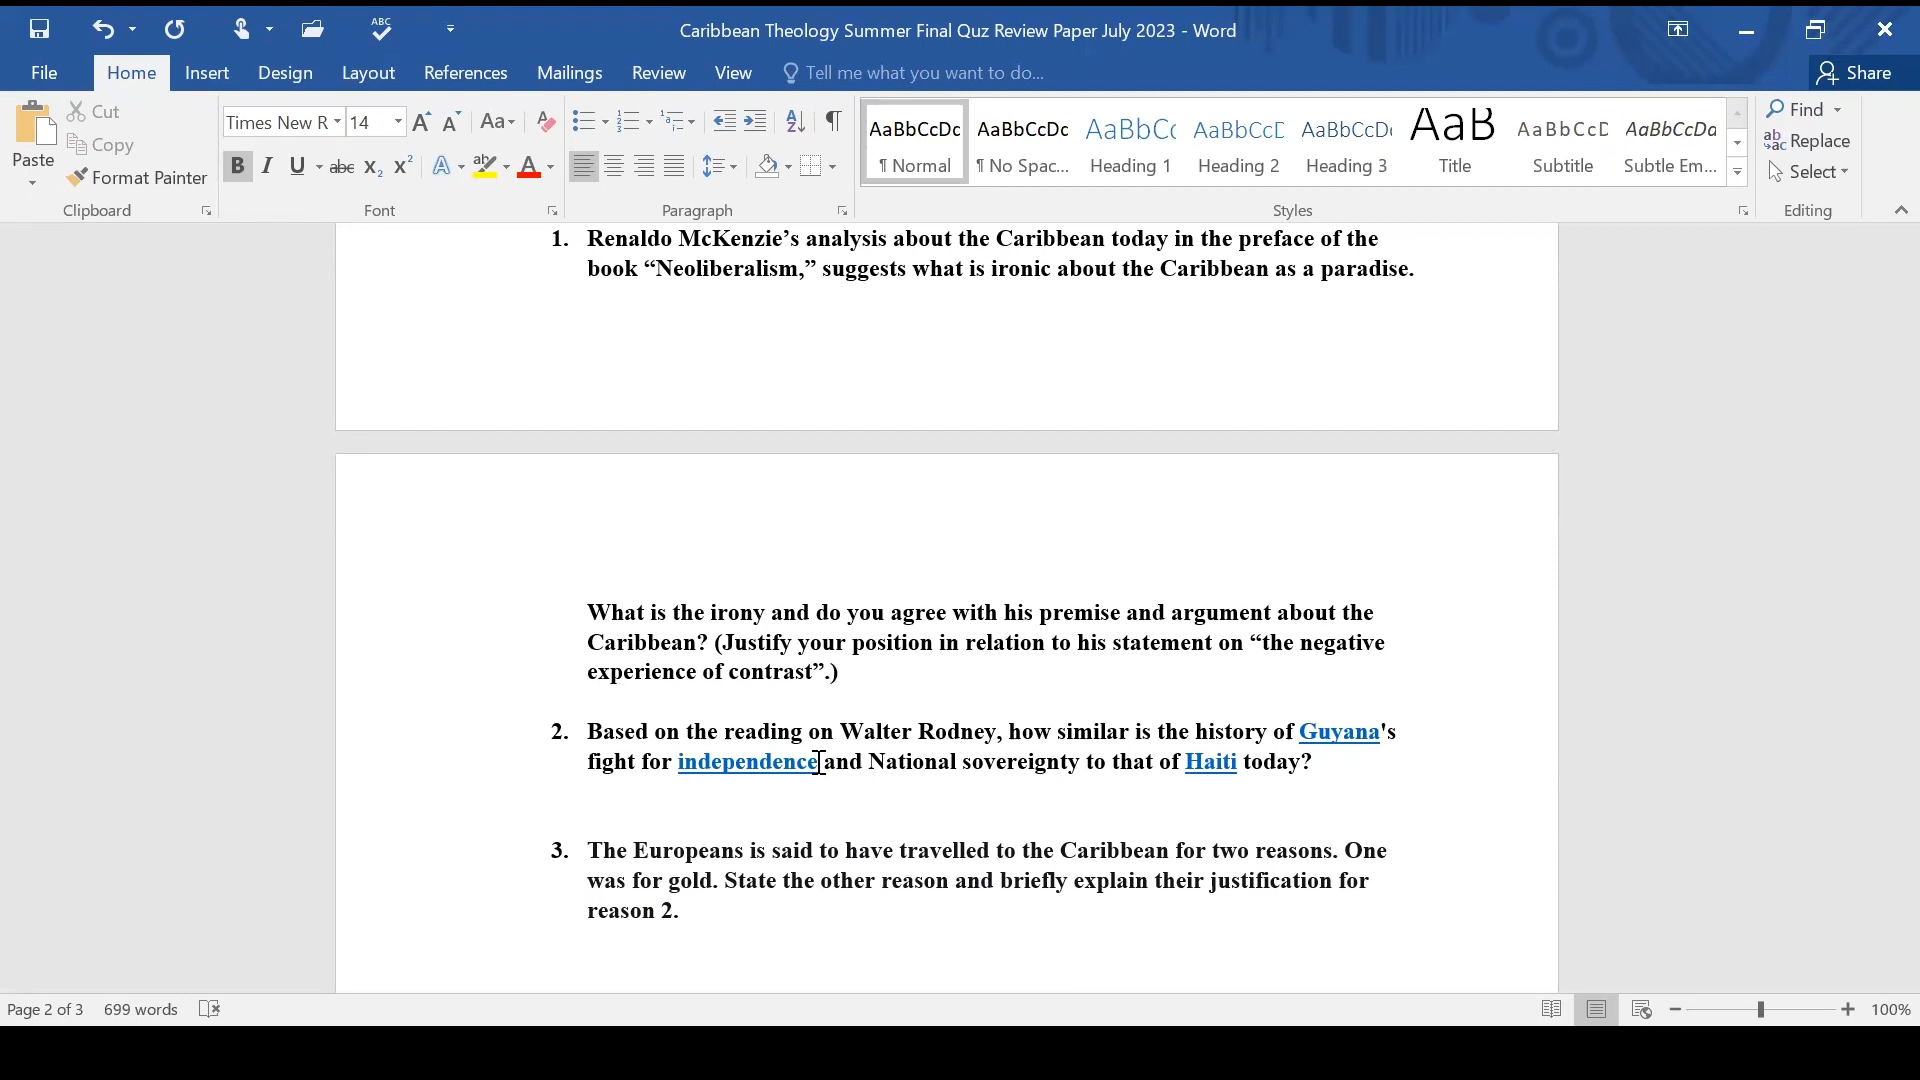 ABC
Caribbean Theology Summer Final Quz Review Paper July 2023 - Word
File Home Insert Design Layout References Mailings Review View Tell me what you want to do... Share
Paste Cut Copy Format Painter
Clipboard
Times New R 14 Aa
B I U abc X₂ X² A ab A
Font
Paragraph
AaBbCcDc AaBbCcDc AaBbCc AaBbCcD AaBbCcDc AaB AaBbCcD AaBbCcDa
¶ Normal ¶ No Spac... Heading 1 Heading 2 Heading 3 Title Subtitle Subtle Em...
Styles
Find
Replace
Select
Editing
1. Renaldo McKenzie’s analysis about the Caribbean today in the preface of the
book “Neoliberalism,” suggests what is ironic about the Caribbean as a paradise.
What is the irony and do you agree with his premise and argument about the
Caribbean? (Justify your position in relation to his statement on “the negative
experience of contrast”.)
2. Based on the reading on Walter Rodney, how similar is the history of Guyana's
fight for independence and National sovereignty to that of Haiti today?
3. The Europeans is said to have travelled to the Caribbean for two reasons. One
was for gold. State the other reason and briefly explain their justification for
reason 2.
Page 2 of 3 699 words 100%